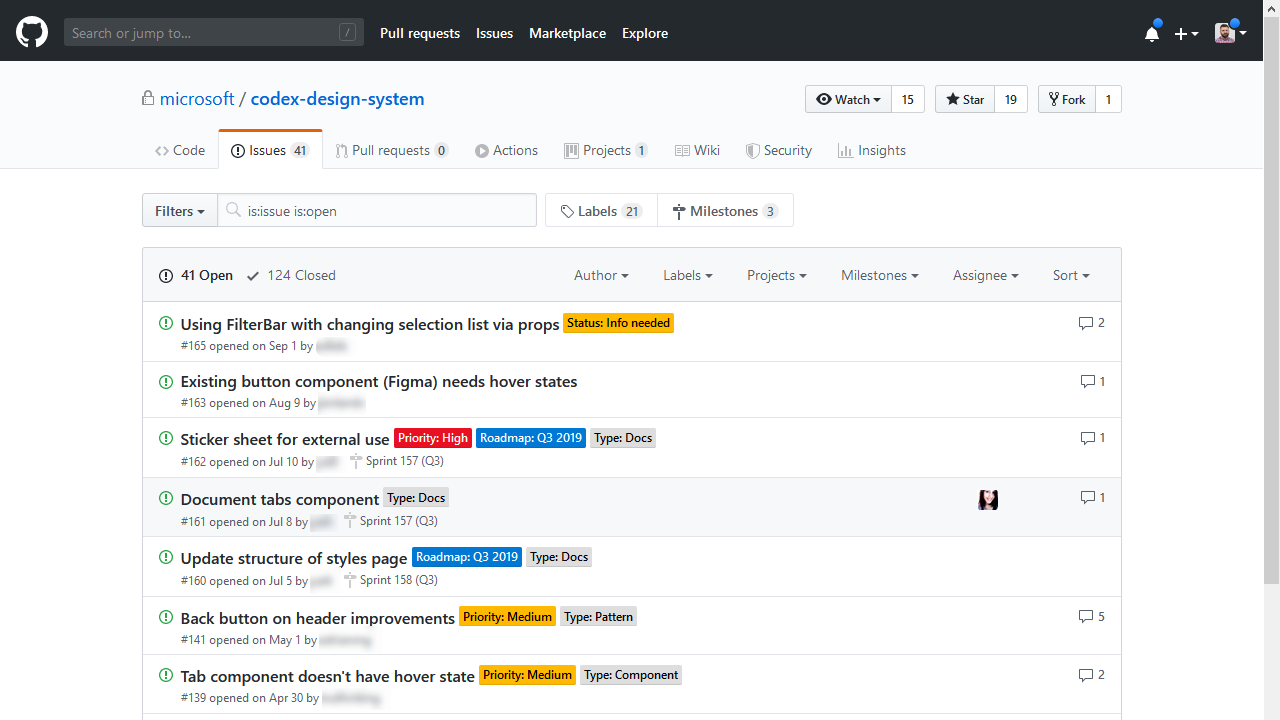 Search or jump to... / Pull requests Issues Marketplace Explore
microsoft / codex-design-system Watch 15 Star 19 Fork 1
Code Issues 41 Pull requests 0 Actions Projects 1 Wiki Security Insights
Filters is:issue is:open Labels 21 Milestones 3
41 Open 124 Closed Author Labels Projects Milestones Assignee Sort
Using FilterBar with changing selection list via props Status: Info needed 2
#165 opened on Sep 1 by
Existing button component (Figma) needs hover states 1
#163 opened on Aug 9 by
Sticker sheet for external use Priority: High Roadmap: Q3 2019 Type: Docs 1
#162 opened on Jul 10 by Sprint 157 (Q3)
Document tabs component Type: Docs 1
#161 opened on Jul 8 by Sprint 157 (Q3)
Update structure of styles page Roadmap: Q3 2019 Type: Docs
#160 opened on Jul 5 by Sprint 158 (Q3)
Back button on header improvements Priority: Medium Type: Pattern 5
#141 opened on May 1 by
Tab component doesn't have hover state Priority: Medium Type: Component 2
#139 opened on Apr 30 by